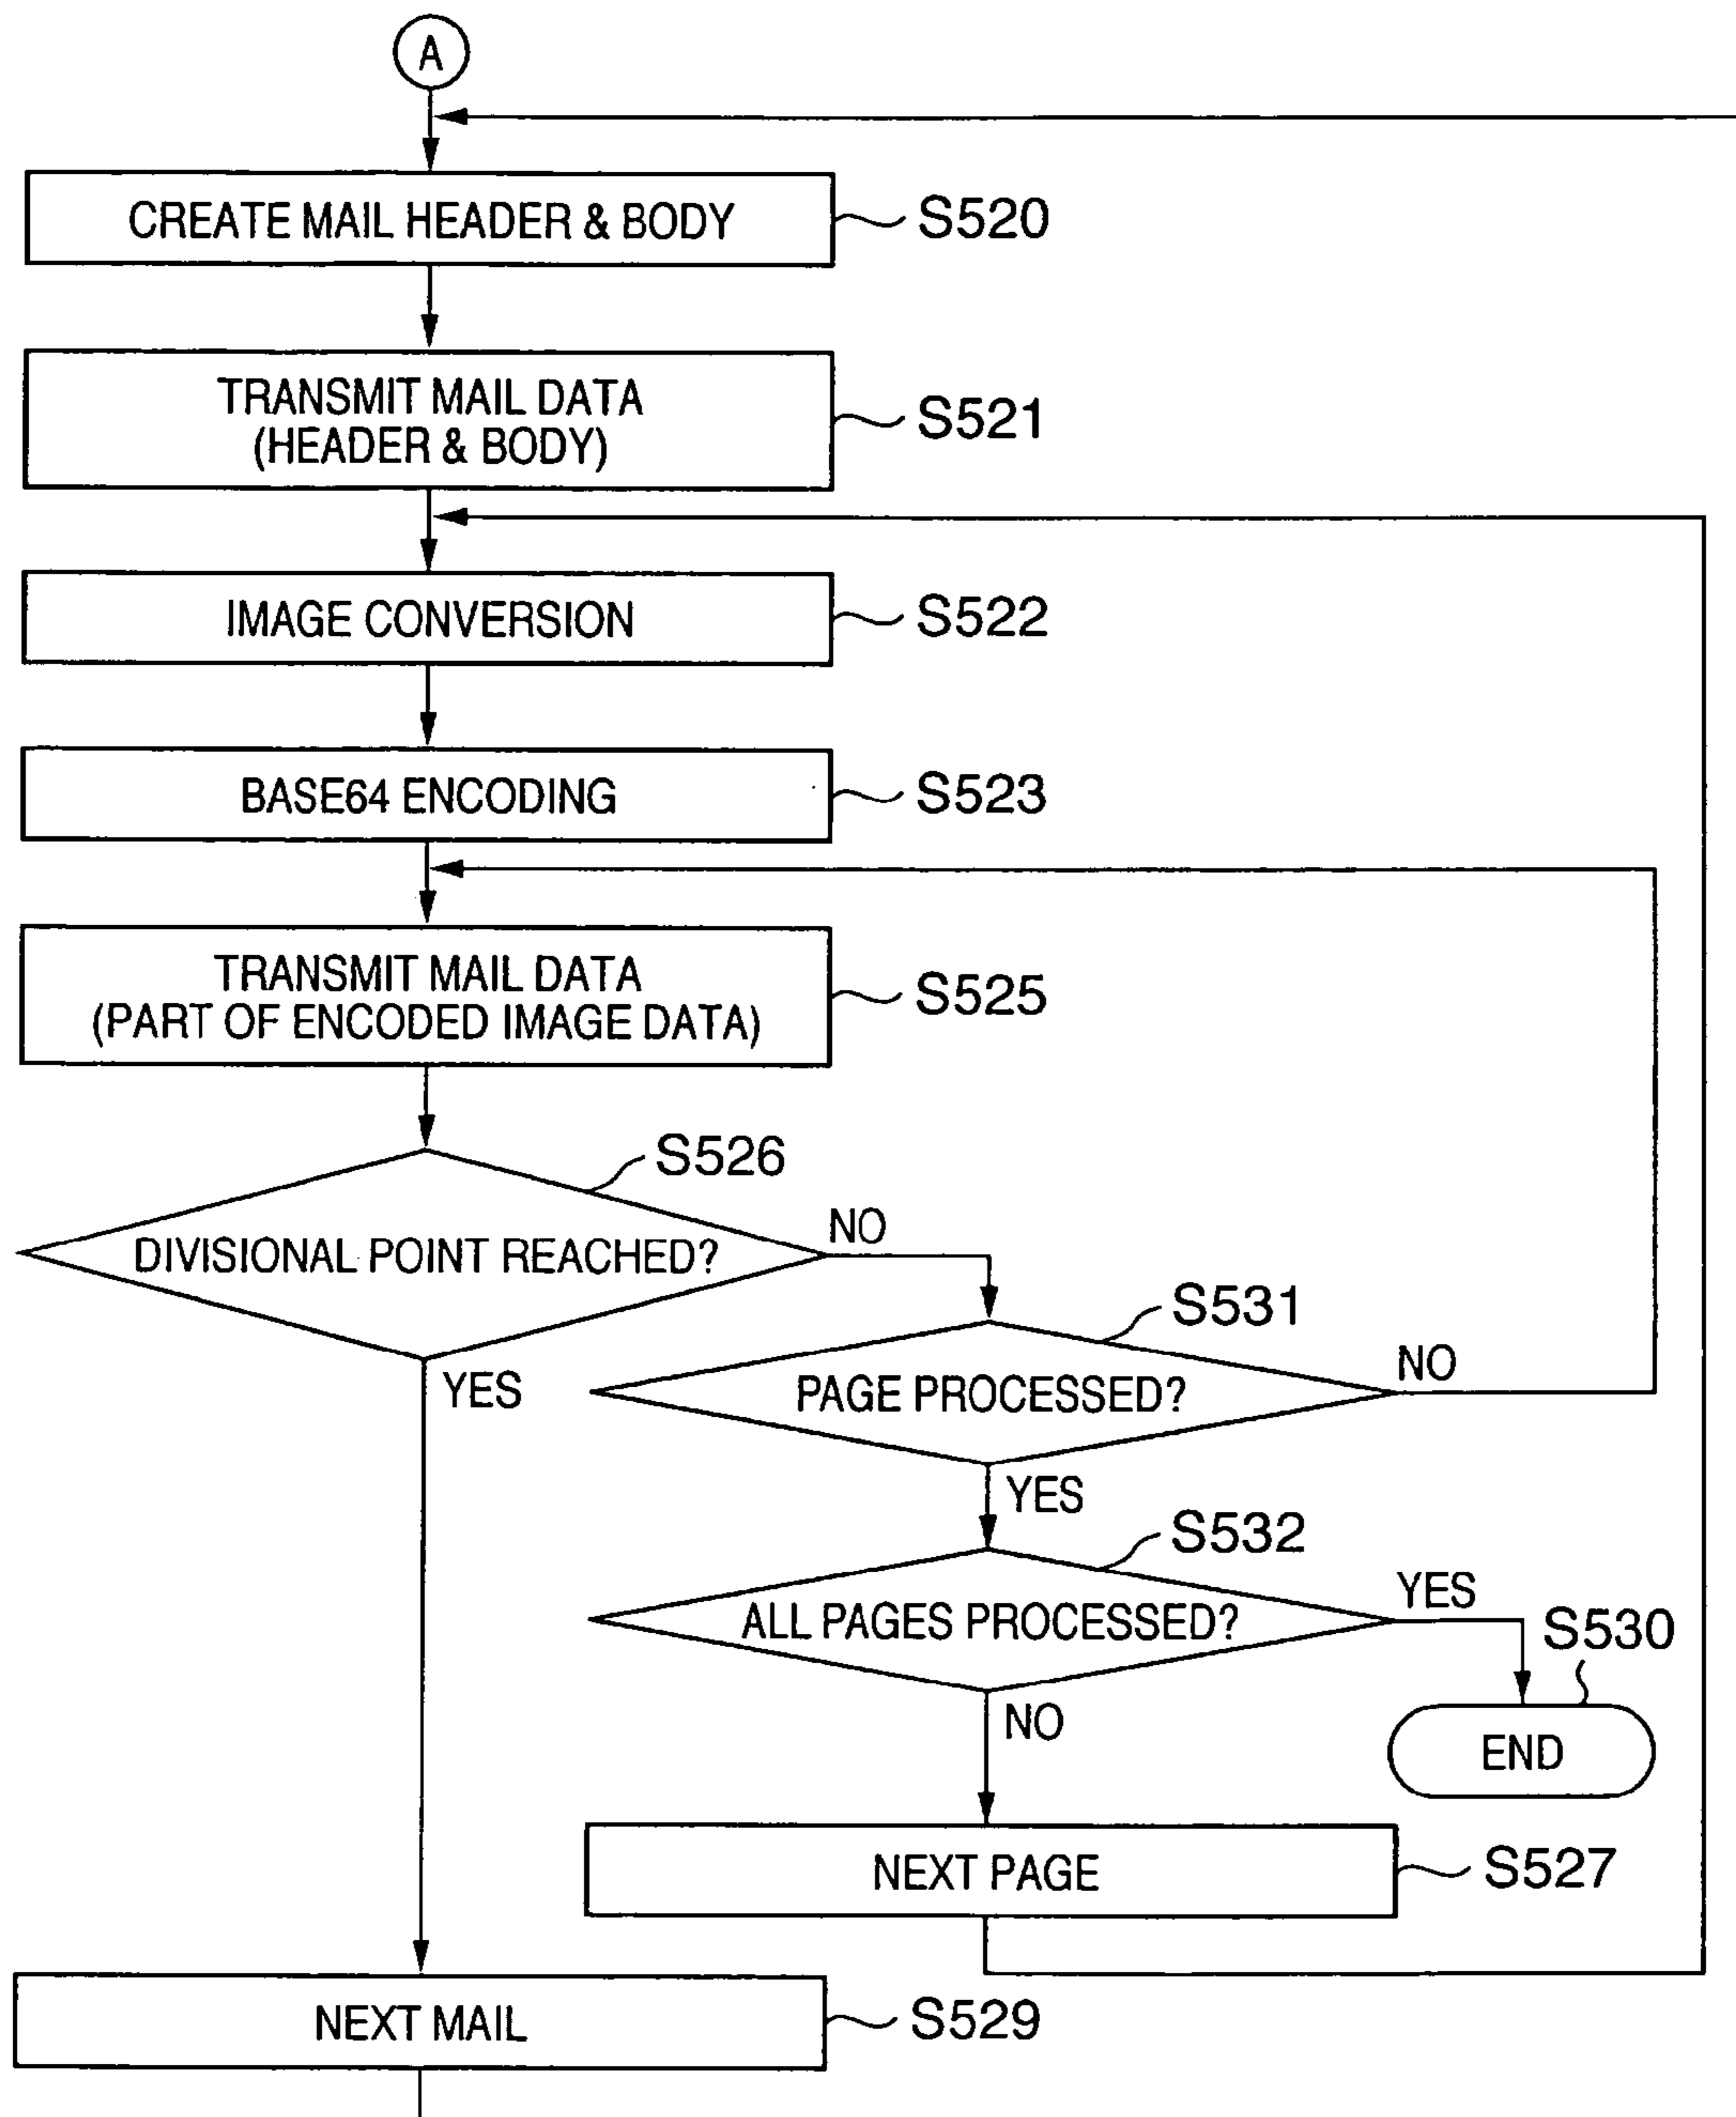 A
CREATE MAIL HEADER & BODY
S520
TRANSMIT MAIL DATA
(HEADER & BODY)
S521
IMAGE CONVERSION
S522
BASE64 ENCODING
S523
TRANSMIT MAIL DATA
(PART OF ENCODED IMAGE DATA)
S525
S526
DIVISIONAL POINT REACHED?
NO
YES
S531
PAGE PROCESSED?
NO
YES
S532
ALL PAGES PROCESSED?
YES
NO
S530
END
NEXT PAGE
S527
NEXT MAIL
S529